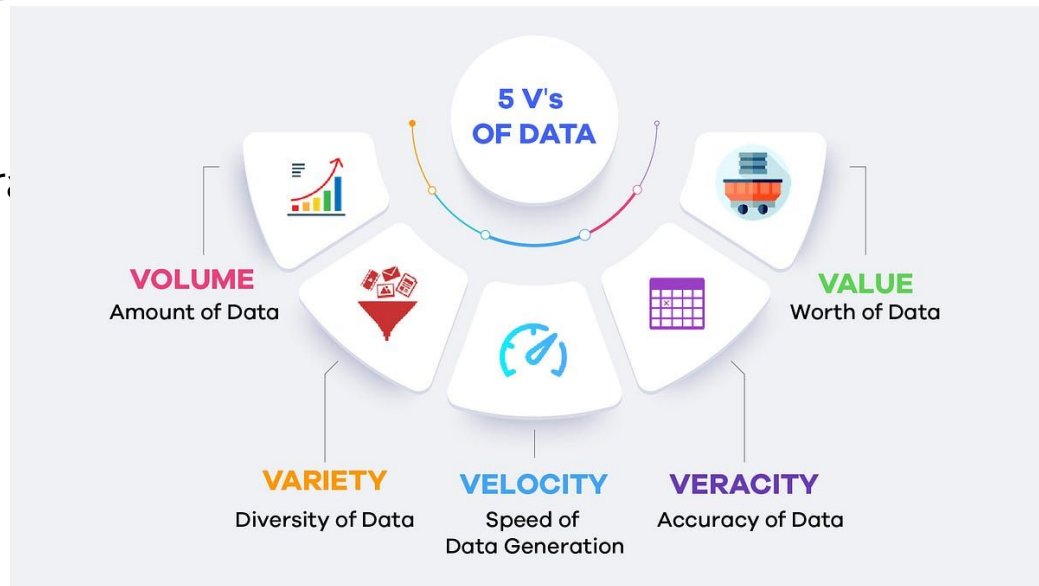 5 V's
OF DATA
VOLUME
Amount of Data
VARIETY
Diversity of Data
VELOCITY
Speed of
Data Generation
VERACITY
Accuracy of Data
VALUE
Worth of Data